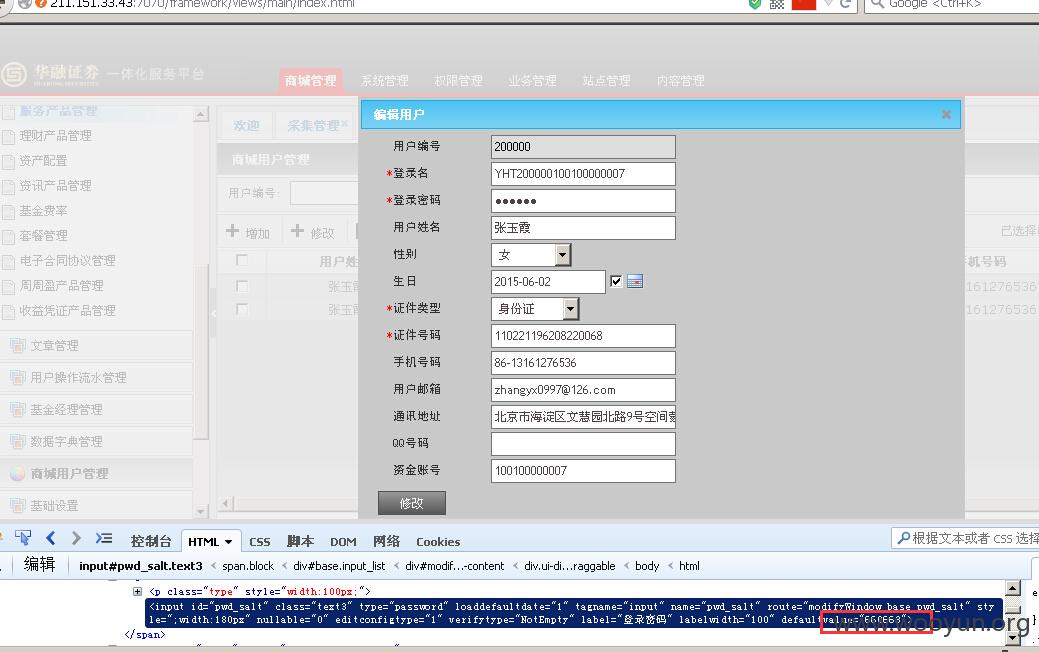 211.151.33.43:7070/framework/views/main/index.html
Google <Ctrl+K>
华融证券 一体化服务平台
商城管理 系统管理 权限管理 业务管理 站点管理 内容管理
服务产品管理
理财产品管理
资产配置
资讯产品管理
基金费率
套餐管理
电子合同协议管理
周周盈产品管理
收益凭证产品管理
文章管理
用户操作流水管理
基金经理管理
数据字典管理
商城用户管理
基础设置
欢迎 采集管理
商城用户管理
用户编号:
增加 修改
已选择
用户姓
机号码
张玉
161276536
张玉
161276536
编辑用户
用户编号 200000
*登录名 YHT200000100100000007
*登录密码 ●●●●●●
用户姓名 张玉霞
性别 女
生日 2015-06-02
*证件类型 身份证
*证件号码 110221196208220068
手机号码 86-13161276536
用户邮箱 zhangyx0997@126.com
通讯地址 北京市海淀区文慧园北路9号空间
QQ号码
资金账号 100100000007
修改
控制台 HTML CSS 脚本 DOM 网络 Cookies
根据文本或者 CSS 选择
编辑 input#pwd_salt.text3 < span.block < div#base.input_list < div#modif...-content < div.ui-di...raggable < body < html
<p class="type" style="width:100px;">
<input id="pwd_salt" class="text3" type="password" loaddefaultdate="1" tagname="input" name="pwd_salt" route="modifyWindow_base_pwd_salt" sty
le=";width:180px" nullable="0" editconfigtype="1" verifytype="NotEmpty" label="登录密码" labelwidth="100" defaultvalue="666663">
</span>
www.wooyun.org